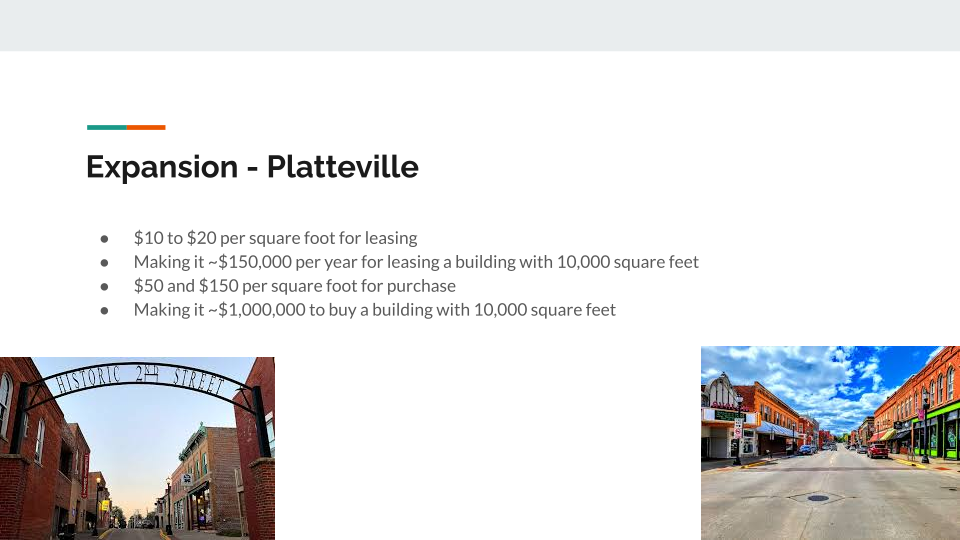 Expansion - Platteville
● $10 to $20 per square foot for leasing
● Making it ~$150,000 per year for leasing a building with 10,000 square feet
● $50 and $150 per square foot for purchase
● Making it ~$1,000,000 to buy a building with 10,000 square feet
HISTORIC 2ND STREET